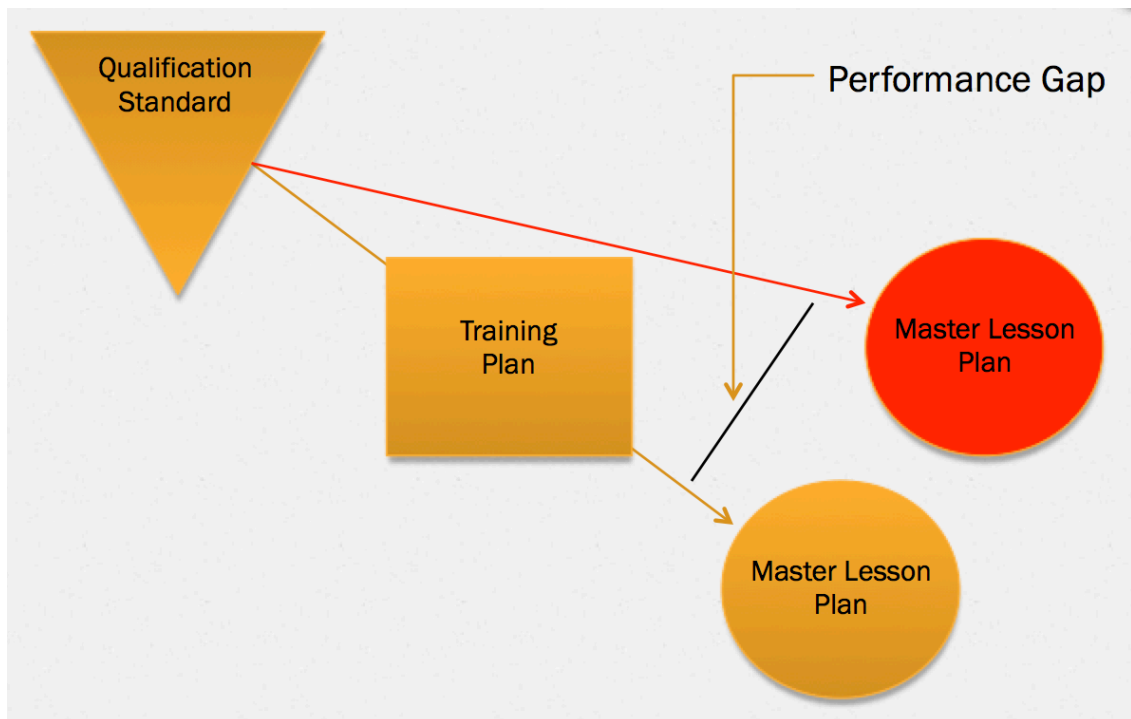 Qualification
Standard
Performance Gap
Training
Plan
Master Lesson
Plan
Master Lesson
Plan